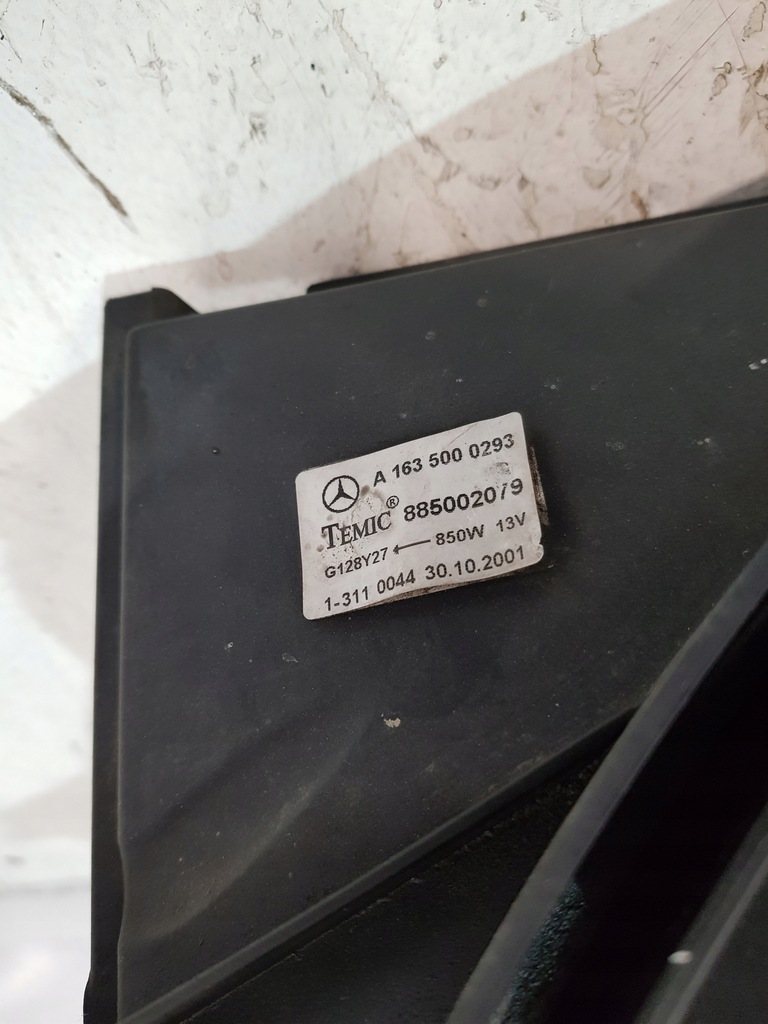 A 163 500 0293
TEMIC® 885002079
G128Y27 ← 850W 13V
1-311 0044 30.10.2001